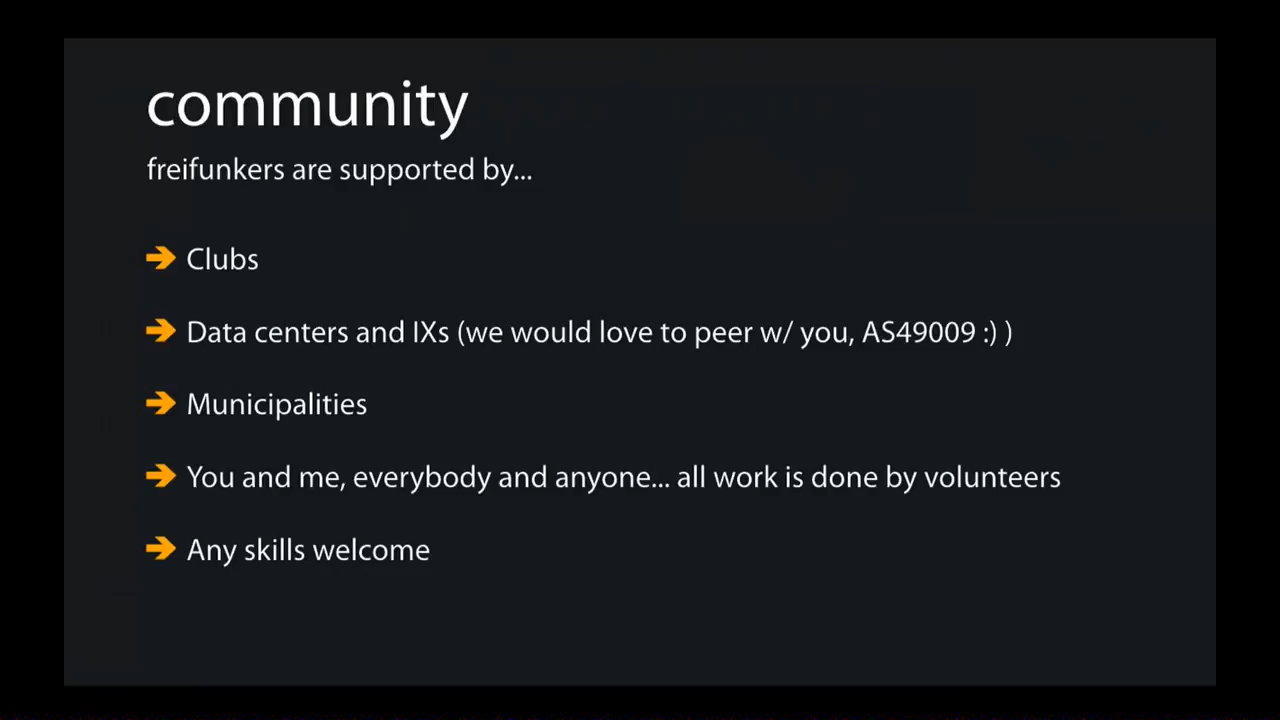 community
freifunkers are supported by...
Clubs
Data centers and IXs (we would love to peer w/ you, AS49009 :) )
Municipalities
You and me, everybody and anyone... all work is done by volunteers
Any skills welcome